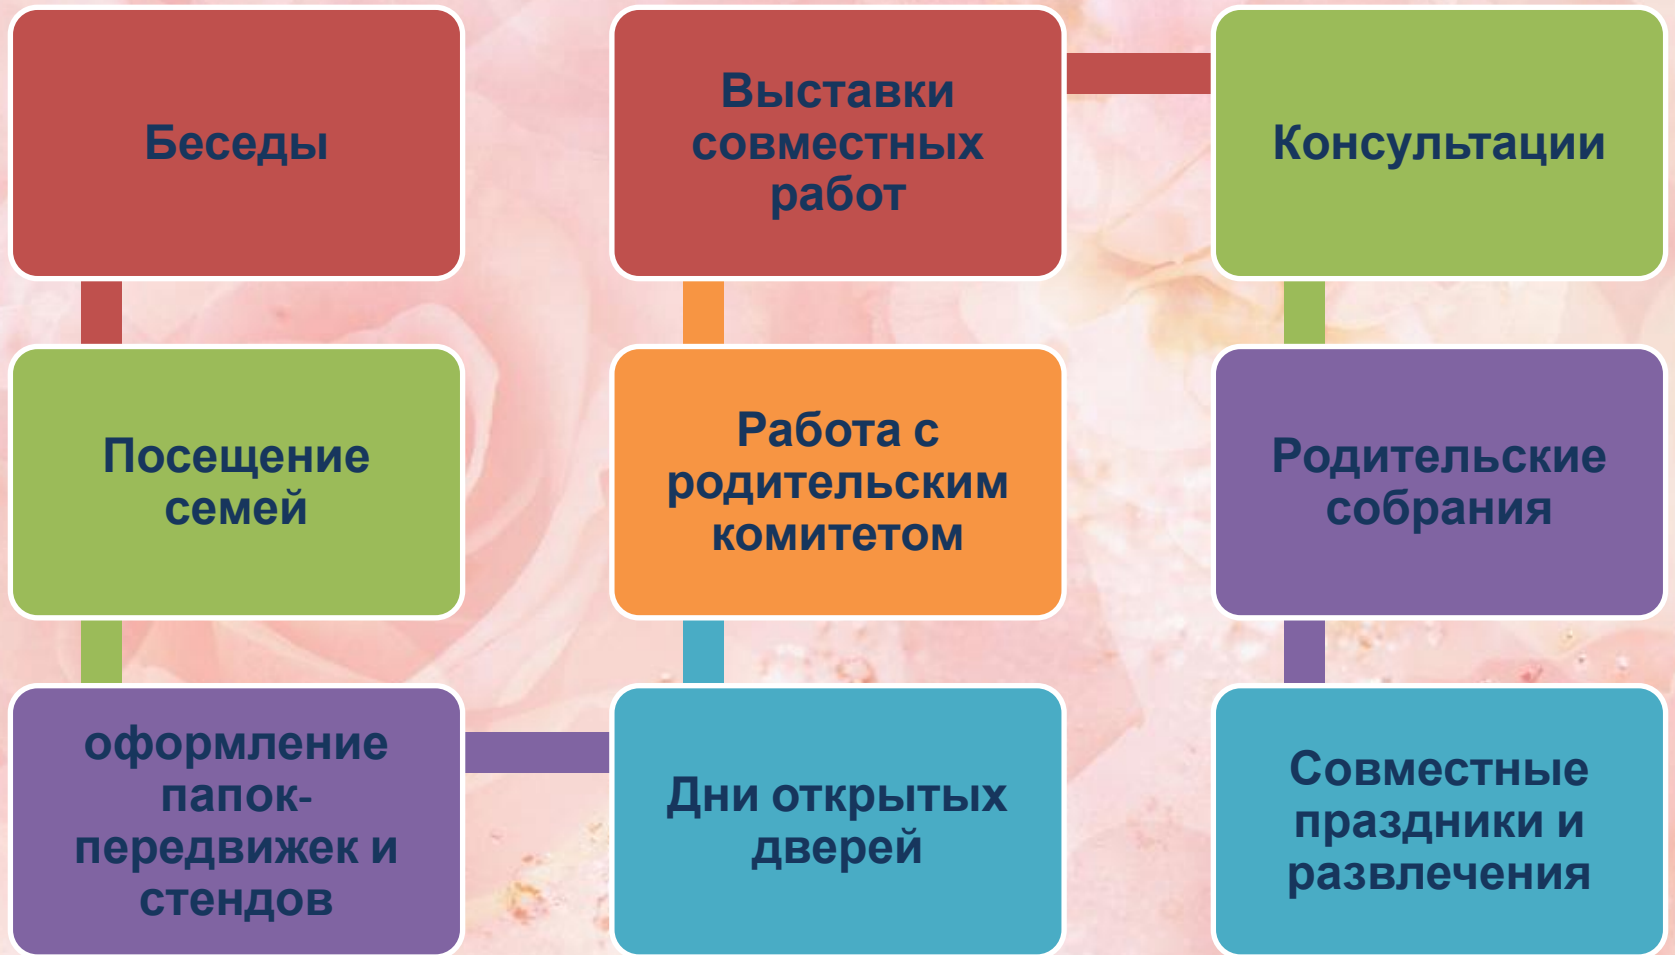 Беседы
Выставки
совместных
работ
Консультации
Посещение
семей
Работа с
родительским
комитетом
Родительские
собрания
оформление
папок-
передвижек и
стендов
Дни открытых
дверей
Совместные
праздники и
развлечения